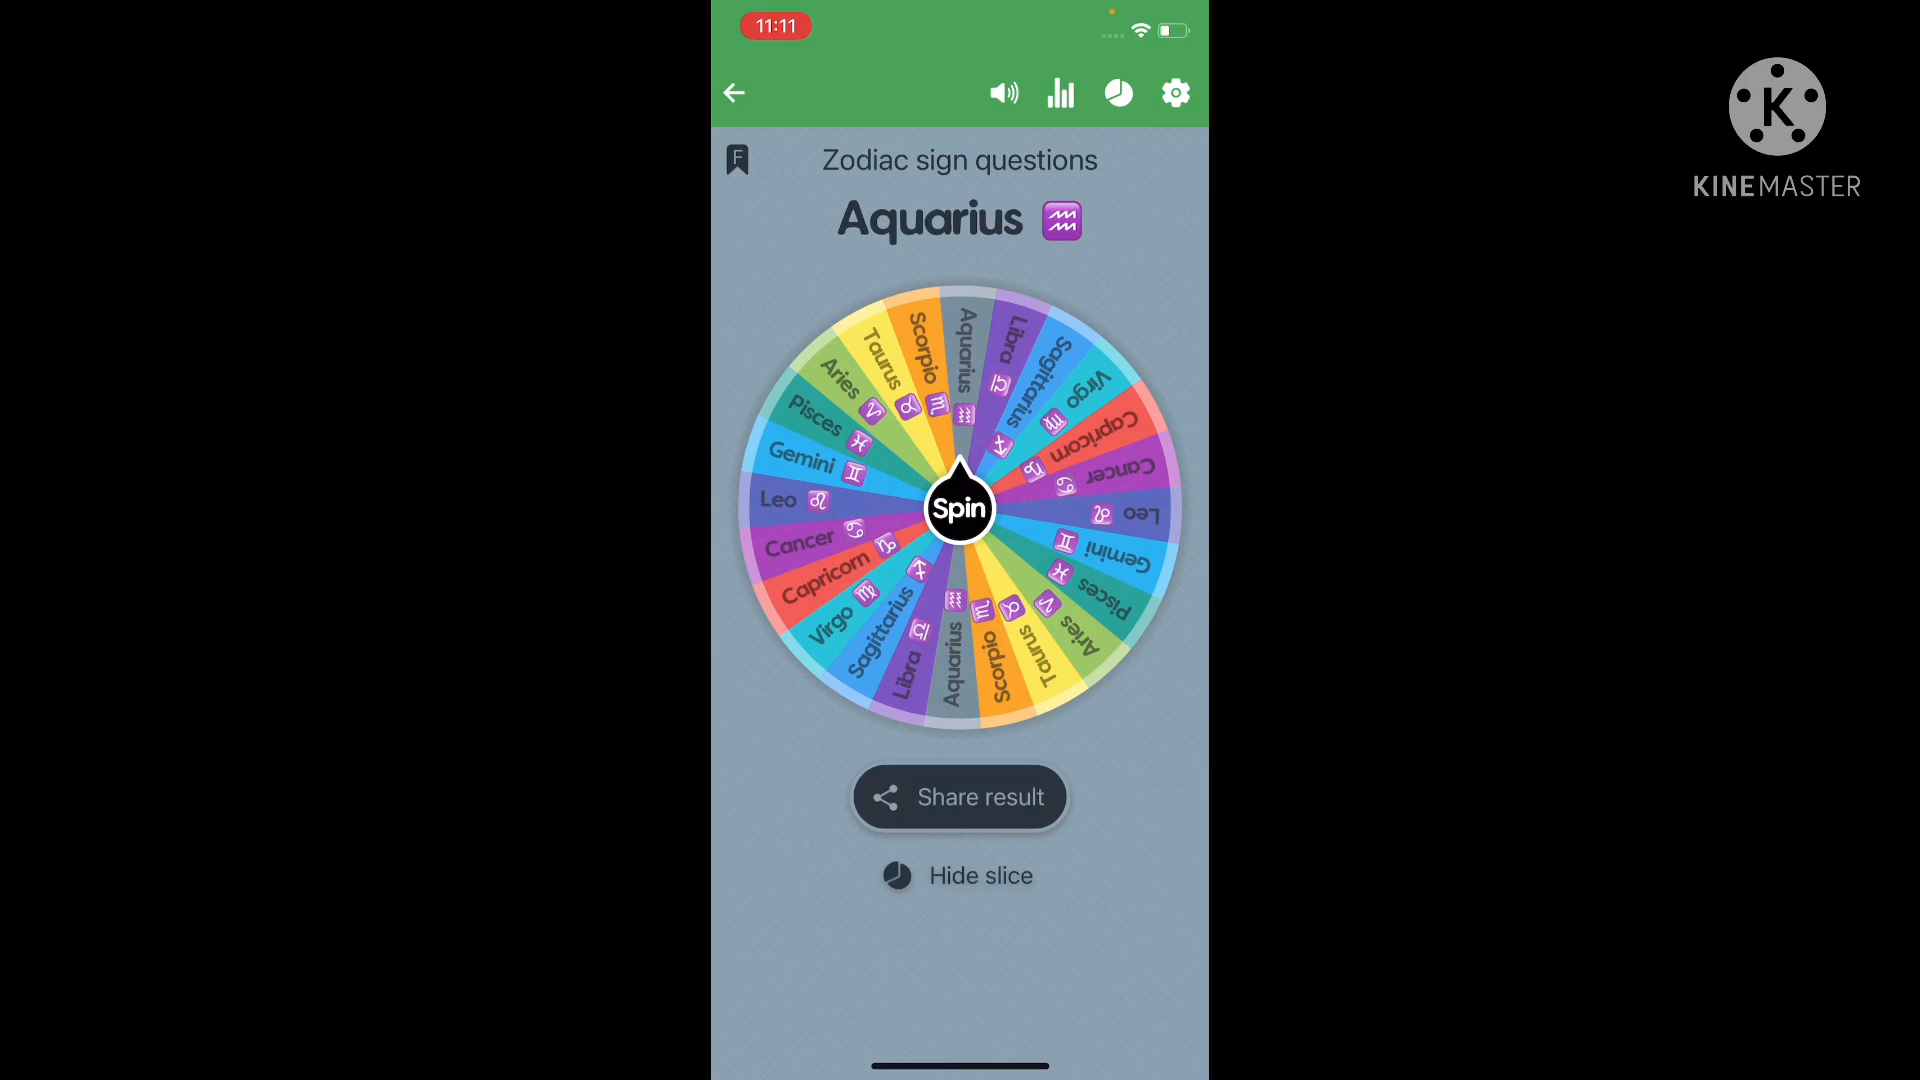 11:11
F
Zodiac sign questions
Aquarius ♒
Aquarius ♒
Libra ♎
Sagittarius ♐
Virgo ♍
Capricorn ♑
Cancer ♋
Leo ♌
Gemini ♊
Pisces ♓
Aries ♈
Taurus ♉
Scorpio ♏
Aquarius ♒
Libra ♎
Sagittarius ♐
Virgo ♍
Capricorn ♑
Cancer ♋
Leo ♌
Gemini ♊
Pisces ♓
Aries ♈
Taurus ♉
Scorpio ♏
Spin
Share result
Hide slice
K
KINEMASTER